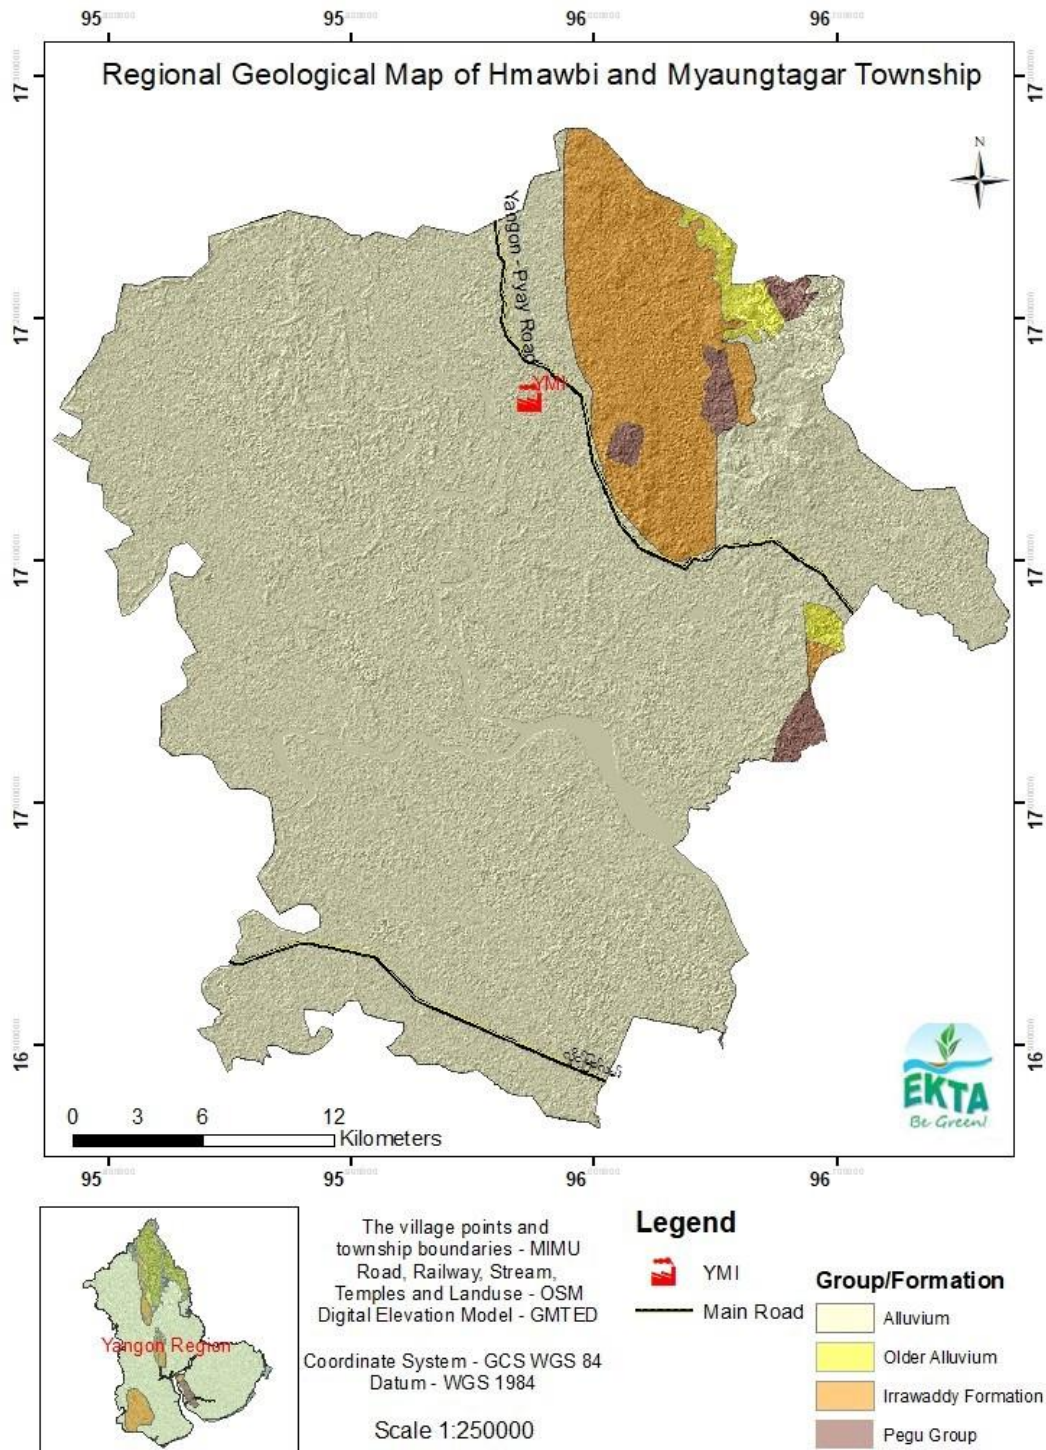 95 95 96 96
Regional Geological Map of Hmawbi and Myaungtagar Township
N
17 17
Yangon - Pyay Road
17 17
YMI
17 17
17 17
16 16
EKTA
Be Green!
0 3 6 12
Kilometers
95 95 96 96
Yangon Region
The village points and
township boundaries - MIMU
Road, Railway, Stream,
Temples and Landuse - OSM
Digital Elevation Model - GMTED
Coordinate System - GCS WGS 84
Datum - WGS 1984
Scale 1:250000
Legend
YMI
Main Road
Group/Formation
Alluvium
Older Alluvium
Irrawaddy Formation
Pegu Group